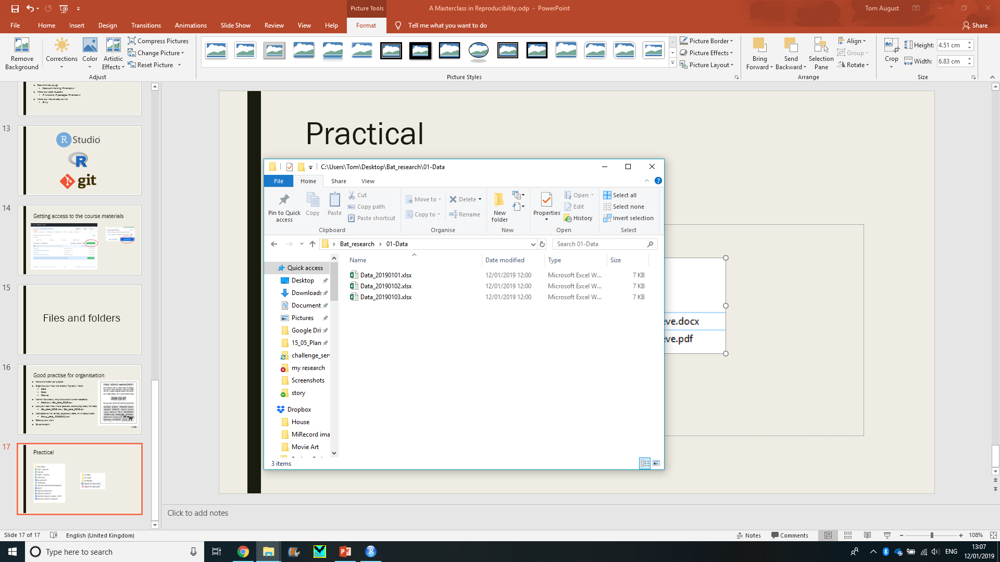 Picture Tools
A Masterclass in Reproducibility.odp - PowerPoint
Tom August
File Home Insert Design Transitions Animations Slide Show Review View Help Format Tell me what you want to do Share
Remove Background
Corrections
Color
Artistic Effects
Compress Pictures
Change Picture
Reset Picture
Adjust
Picture Styles
Picture Border
Picture Effects
Picture Layout
Bring Forward
Send Backward
Selection Pane
Align
Group
Rotate
Arrange
Crop
Height: 4.51 cm
Width: 6.83 cm
Size
13
R Studio
R
git
14
Getting access to the course materials
15
Files and folders
16
Good practise for organisation
17
Practical
Practical
C:\Users\Tom\Desktop\Bat_research\01-Data
File Home Share View
Pin to Quick access
Copy
Paste
Cut
Copy path
Paste shortcut
Clipboard
Move to
Copy to
Delete
Rename
Organise
New folder
New
Properties
Open
Edit
History
Open
Select all
Select none
Invert selection
Select
Bat_research 01-Data
Search 01-Data
Name Date modified Type Size
Data_20190101.xlsx 12/01/2019 12:00 Microsoft Excel W... 7 KB
Data_20190102.xlsx 12/01/2019 12:00 Microsoft Excel W... 7 KB
Data_20190103.xlsx 12/01/2019 12:00 Microsoft Excel W... 7 KB
Quick access
Desktop
Downloads
Document
Pictures
Google Dri
15_05_Plan
challenge_serv
my research
Screenshots
story
Dropbox
House
MiRecord ima
Movie Art
3 items
eve.docx
eve.pdf
Click to add notes
Slide 17 of 17 English (United Kingdom)
Notes Comments 108%
Type here to search
ENG
13:07
12/01/2019